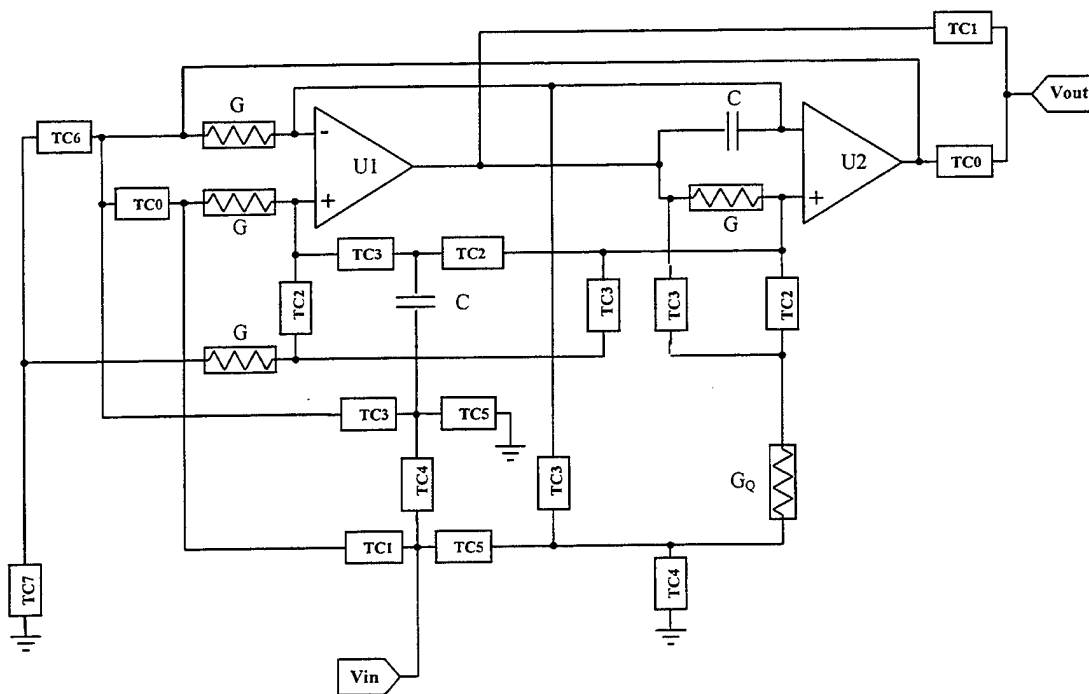 TC1
Vout
G
C
TC6
-
U1
U2
TC0
TC0
+
+
G
G
TC3
TC2
TC2
C
TC3
TC3
TC2
G
TC3
TC5
TC4
TC3
GQ
TC1
TC5
TC4
TC7
Vin